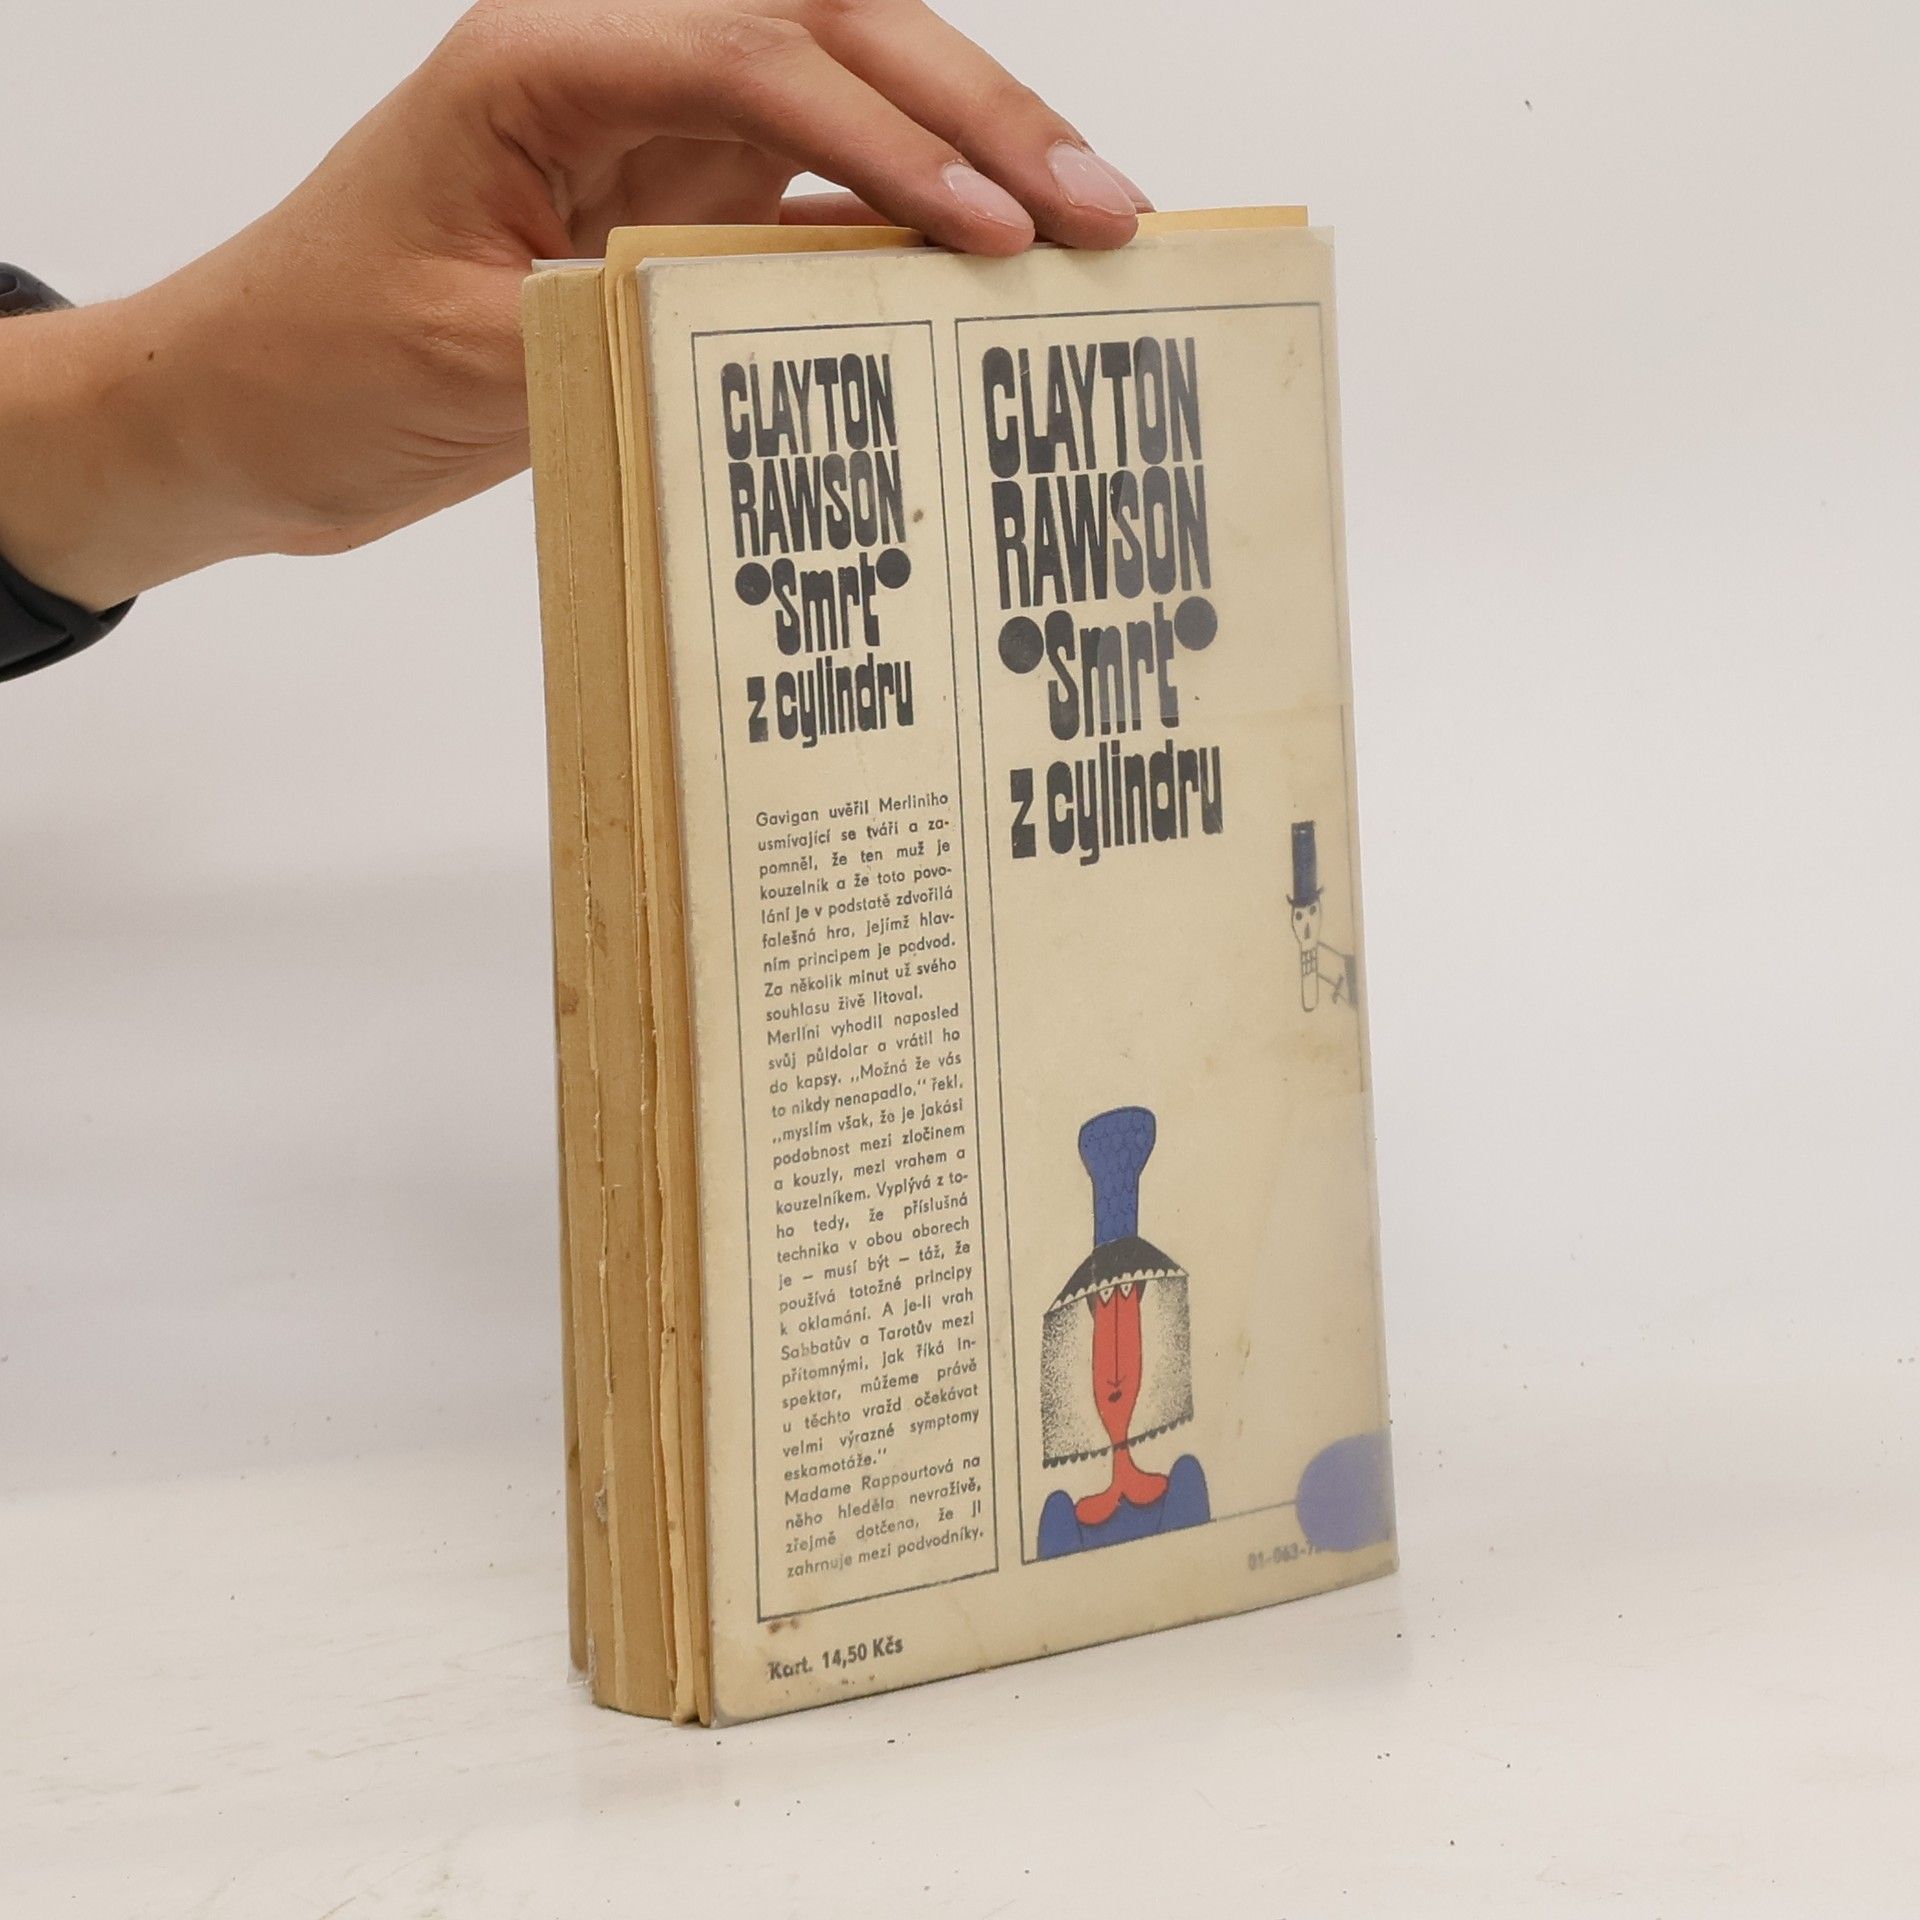 CLAYTON
RAWSON
Smrt
z cylindru
Gavigan uvěřil Merliniho
usmívající se tváři a za-
pomněl, že ten muž je
kouzelník a že toto povo-
lání je v podstatě zdvořilá
falešná hra, jejímž hlav-
ním principem je podvod.
Za několik minut už svého
souhlasu živě litoval.
Merlini vyhodil naposled
svůj půldolar a vrátil ho
do kapsy. „Možná že vás
to nikdy nenapadlo,“ řekl,
„myslím však, že je jakási
podobnost mezi zločinem
a kouzly, mezi vrahem a
kouzelníkem. Vyplývá z to-
ho tedy, že příslušná
technika v obou oborech
je – musí být – táž, že
používá totožné principy
k oklamání. A je-li vrah
Sabbatův a Tarotův mezi
přítomnými, jak říká in-
spektor, můžeme právě
u těchto vražd očekávat
velmi výrazné symptomy
eskamotáže.“
Madame Rappourtová na
něho hleděla nevraživě,
zřejmě dotčena, že ji
zahrnuje mezi podvodníky.
Kart. 14,50 Kčs
CLAYTON
RAWSON
Smrt
z cylindru